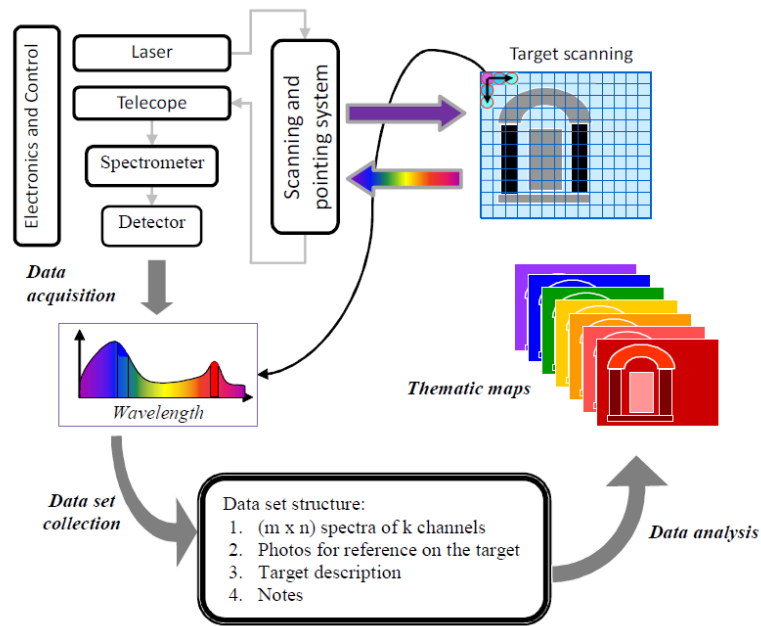 Electronics and Control
Laser
Telecope
Spectrometer
Detector
Scanning and
pointing system
Target scanning
Data
acquisition
Wavelength
Thematic maps
Data set
collection
Data set structure:
1. (m x n) spectra of k channels
2. Photos for reference on the target
3. Target description
4. Notes
Data analysis